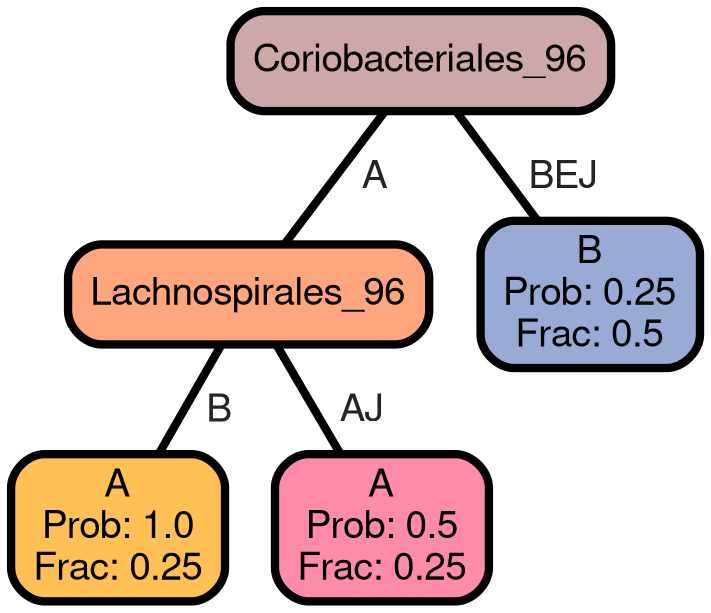 Coriobacteriales_96
A
BEJ
Lachnospirales_96
B
Prob: 0.25
Frac: 0.5
B
AJ
A
Prob: 1.0
Frac: 0.25
A
Prob: 0.5
Frac: 0.25